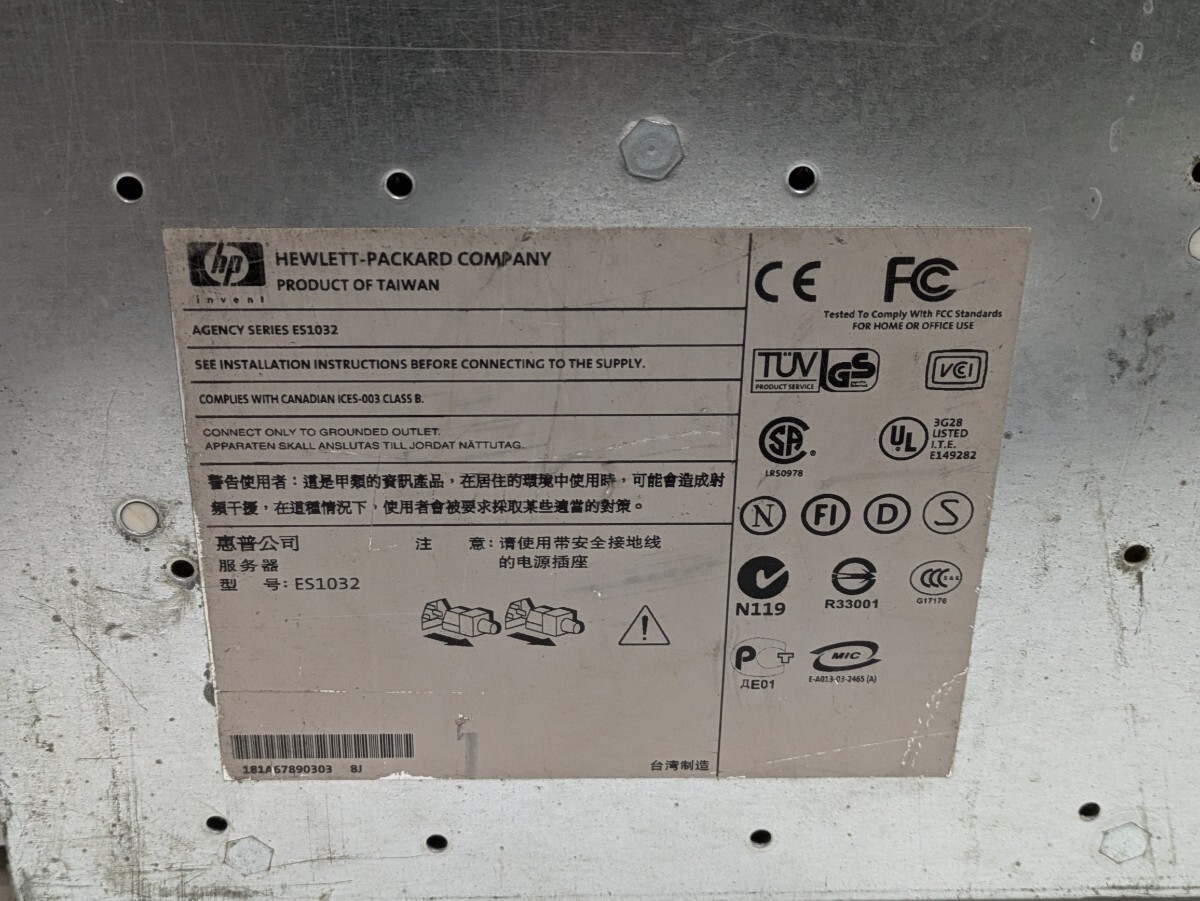 hp HEWLETT-PACKARD COMPANY
invent PRODUCT OF TAIWAN
AGENCY SERIES ES1032
SEE INSTALLATION INSTRUCTIONS BEFORE CONNECTING TO THE SUPPLY.
COMPLIES WITH CANADIAN ICES-003 CLASS B.
CONNECT ONLY TO GROUNDED OUTLET.
APPARATEN SKALL ANSLUTAS TILL JORDAT NÄTTUTAG.
警告使用者：這是甲類的資訊產品，在居住的環境中使用時，可能會造成射
頻干擾，在這種情況下，使用者會被要求採取某些適當的對策。
惠普公司
服务器
型 号: ES1032
注 意: 请使用带安全接地线
的电源插座
181A67890303 8J
台湾制造
CE FCC
Tested To Comply With FCC Standards
FOR HOME OR OFFICE USE
TÜV GS
PRODUCT SERVICE
VCI
SA
LR50978
UL
3G28
LISTED
I.T.E.
E149282
N FI D S
N119
R33001
CCC
G17176
РСТ
ДЕ01
MIC
E-A013-03-2465 (A)